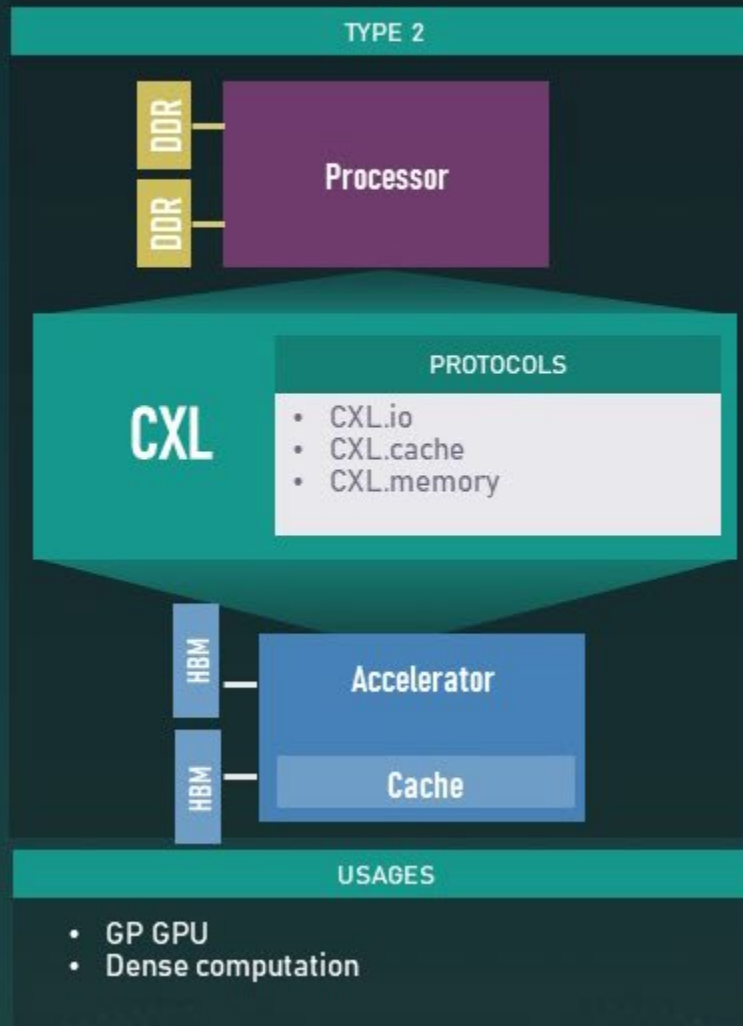 TYPE 2
DDR
DDR
Processor
CXL
PROTOCOLS
• CXL.io
• CXL.cache
• CXL.memory
HBM
HBM
Accelerator
Cache
USAGES
• GP GPU
• Dense computation